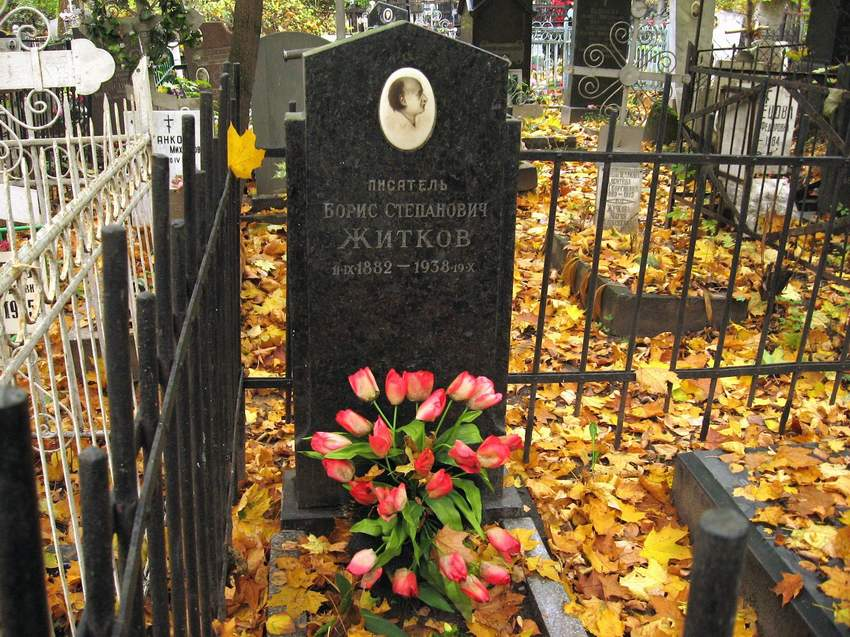 ПИСАТЕЛЬ
БОРИС СТЕПАНОВИЧ
ЖИТКОВ
11·IX·1882 — 1938·19·X